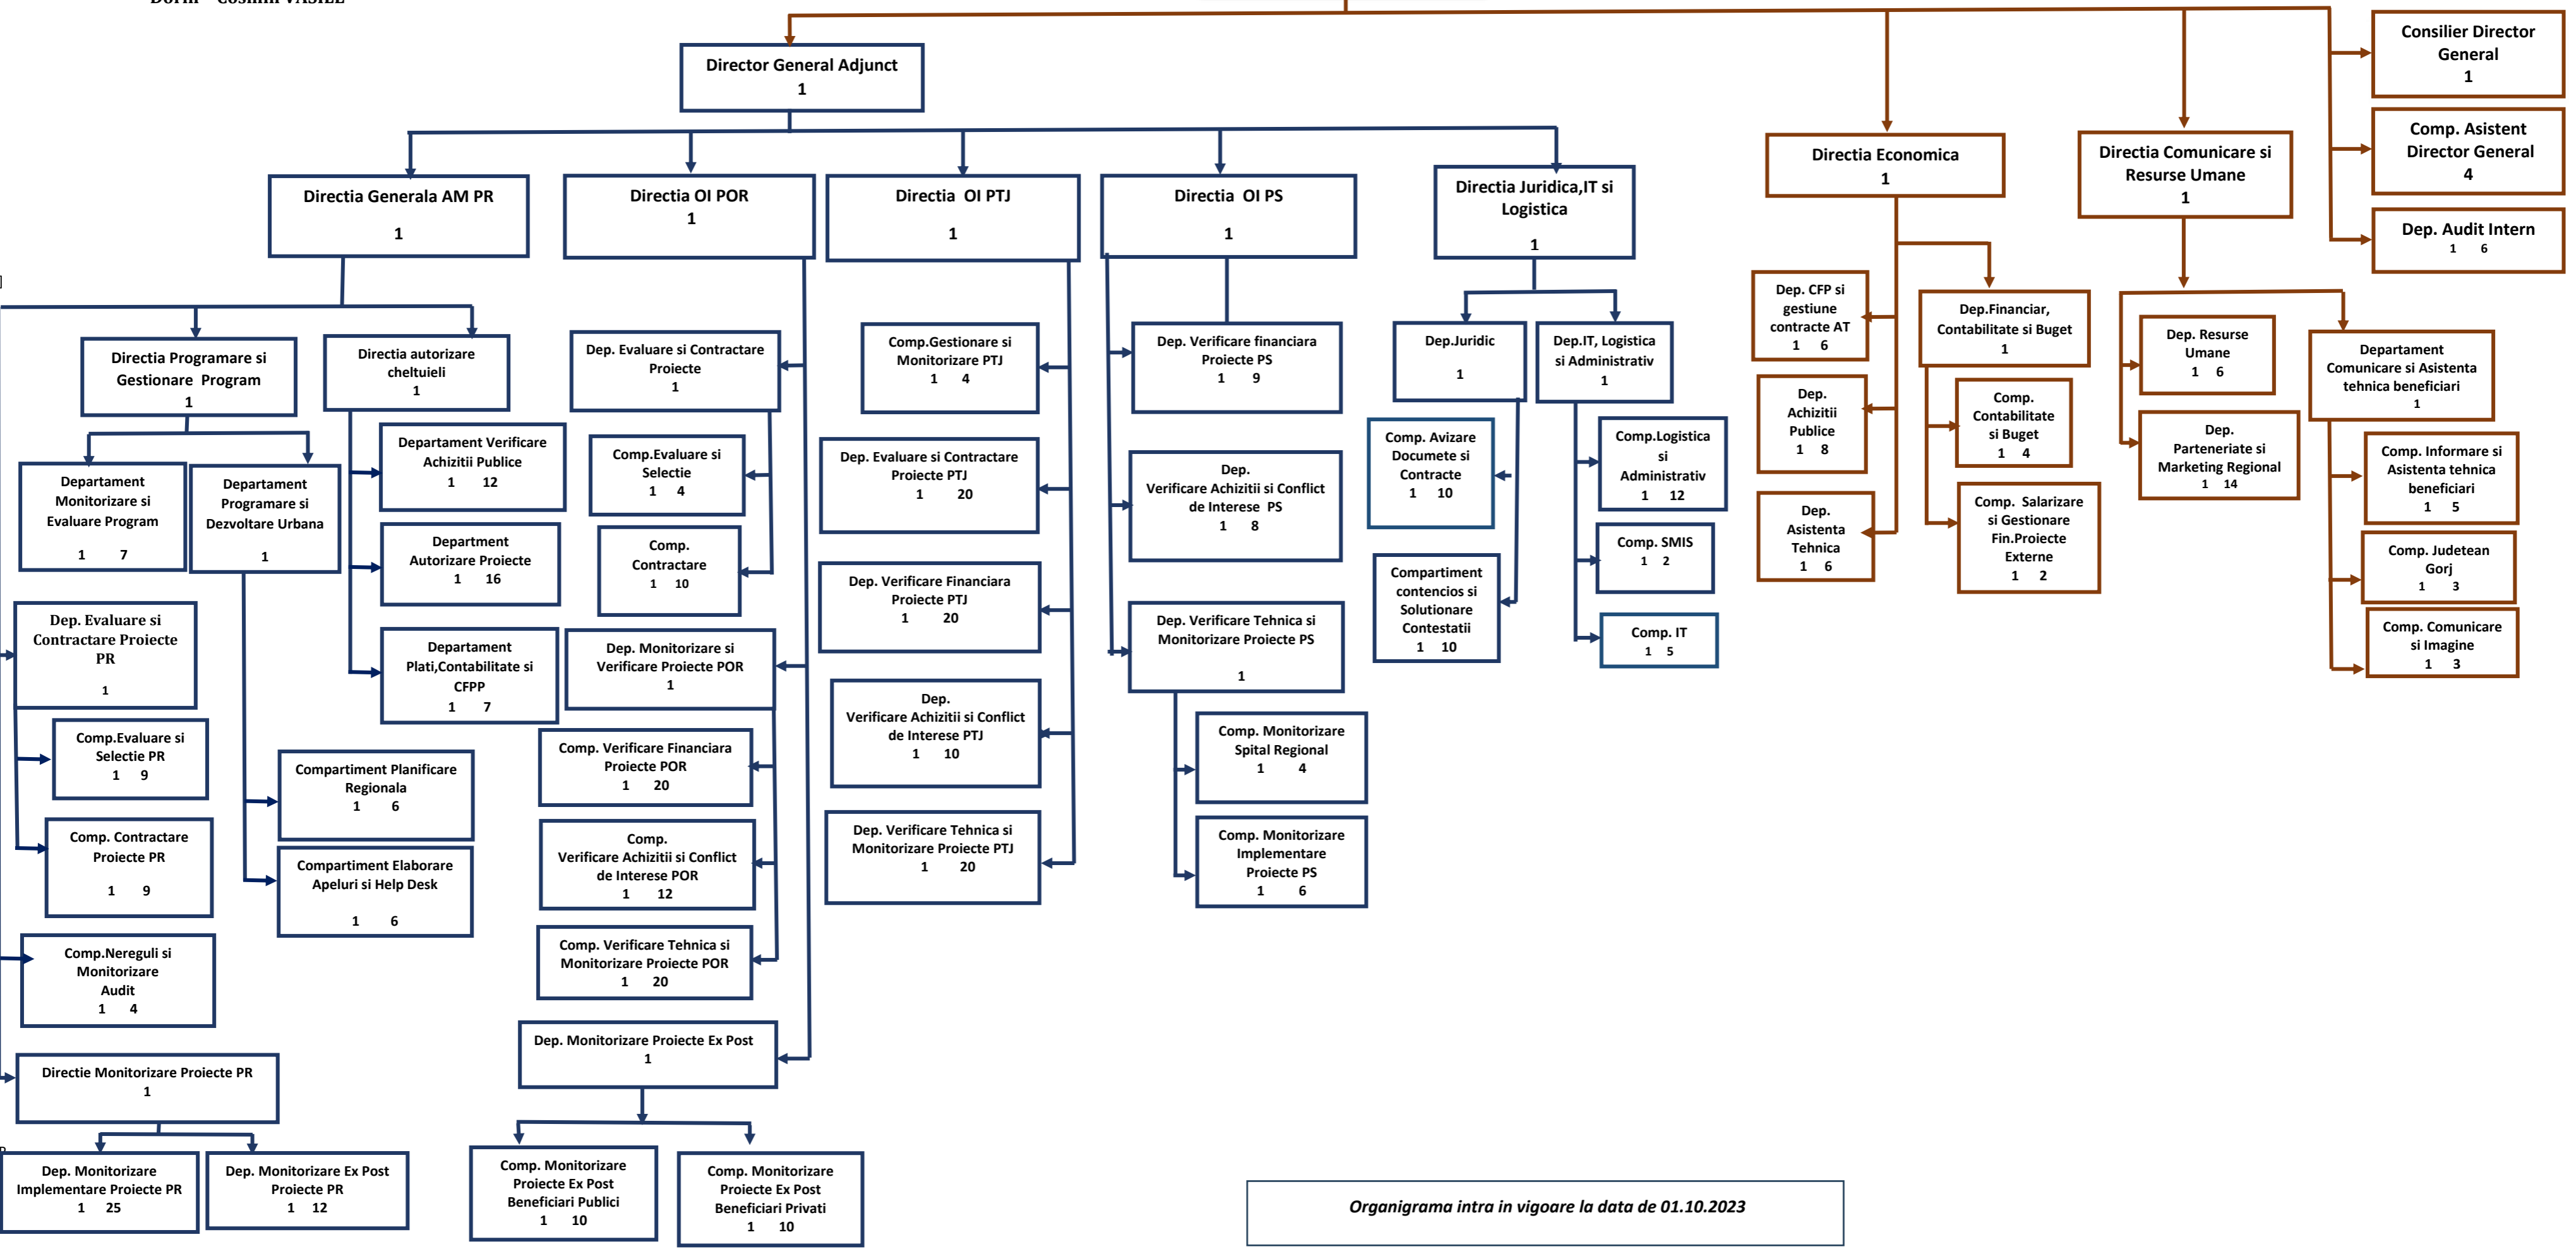 Dorin – Cosmin VASILE
Director General Adjunct
1
Consilier Director
General
1
Comp. Asistent
Director General
4
Dep. Audit Intern
1 6
Directia Generala AM PR
1
Directia OI POR
1
Directia OI PTJ
1
Directia OI PS
1
Directia Juridica,IT si
Logistica
1
Directia Economica
1
Directia Comunicare si
Resurse Umane
1
Directia Programare si
Gestionare Program
1
Directia autorizare
cheltuieli
1
Departament
Monitorizare si
Evaluare Program
1 7
Departament
Programare si
Dezvoltare Urbana
1
Departament Verificare
Achizitii Publice
1 12
Department
Autorizare Proiecte
1 16
Departament
Plati,Contabilitate si
CFPP
1 7
Dep. Evaluare si
Contractare Proiecte
PR
1
Comp.Evaluare si
Selectie PR
1 9
Comp. Contractare
Proiecte PR
1 9
Compartiment Planificare
Regionala
1 6
Compartiment Elaborare
Apeluri si Help Desk
1 6
Comp.Nereguli si
Monitorizare
Audit
1 4
Directie Monitorizare Proiecte PR
1
Dep. Monitorizare
Implementare Proiecte PR
1 25
Dep. Monitorizare Ex Post
Proiecte PR
1 12
Dep. Evaluare si Contractare
Proiecte
1
Comp.Evaluare si
Selectie
1 4
Comp.
Contractare
1 10
Dep. Monitorizare si
Verificare Proiecte POR
1
Comp. Verificare Financiara
Proiecte POR
1 20
Comp.
Verificare Achizitii si Conflict
de Interese POR
1 12
Comp. Verificare Tehnica si
Monitorizare Proiecte POR
1 20
Dep. Monitorizare Proiecte Ex Post
1
Comp. Monitorizare
Proiecte Ex Post
Beneficiari Publici
1 10
Comp. Monitorizare
Proiecte Ex Post
Beneficiari Privati
1 10
Comp.Gestionare si
Monitorizare PTJ
1 4
Dep. Evaluare si Contractare
Proiecte PTJ
1 20
Dep. Verificare Financiara
Proiecte PTJ
1 20
Dep.
Verificare Achizitii si Conflict
de Interese PTJ
1 10
Dep. Verificare Tehnica si
Monitorizare Proiecte PTJ
1 20
Dep. Verificare financiara
Proiecte PS
1 9
Dep.
Verificare Achizitii si Conflict
de Interese PS
1 8
Dep. Verificare Tehnica si
Monitorizare Proiecte PS
1
Comp. Monitorizare
Spital Regional
1 4
Comp. Monitorizare
Implementare
Proiecte PS
1 6
Dep.Juridic
1
Dep.IT, Logistica
si Administrativ
1
Comp. Avizare
Documete si
Contracte
1 10
Compartiment
contencios si
Solutionare
Contestatii
1 10
Comp.Logistica
si
Administrativ
1 12
Comp. SMIS
1 2
Comp. IT
1 5
Dep. CFP si
gestiune
contracte AT
1 6
Dep.
Achizitii
Publice
1 8
Dep.
Asistenta
Tehnica
1 6
Dep.Financiar,
Contabilitate si Buget
1
Comp.
Contabilitate
si Buget
1 4
Comp. Salarizare
si Gestionare
Fin.Proiecte
Externe
1 2
Dep. Resurse
Umane
1 6
Dep.
Parteneriate si
Marketing Regional
1 14
Departament
Comunicare si Asistenta
tehnica beneficiari
1
Comp. Informare si
Asistenta tehnica
beneficiari
1 5
Comp. Judetean
Gorj
1 3
Comp. Comunicare
si Imagine
1 3
Organigrama intra in vigoare la data de 01.10.2023